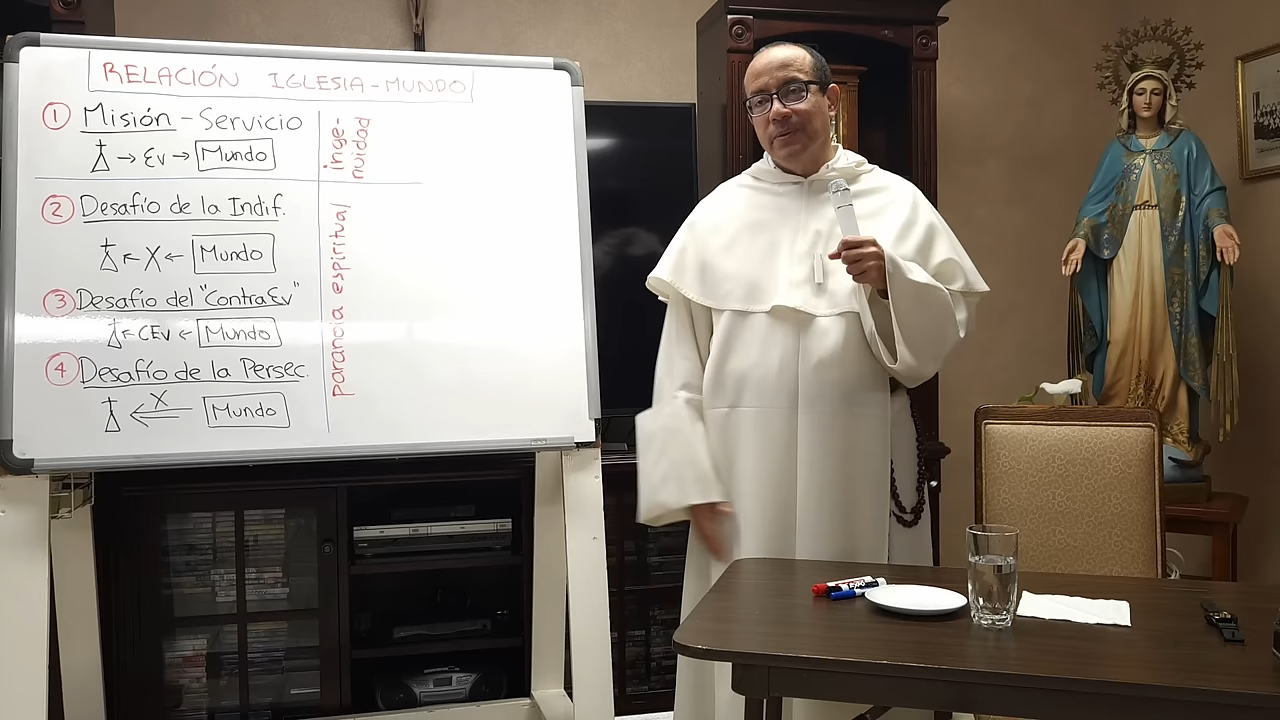 RELACIÓN IGLESIA-MUNDO
① Misión - Servicio
→ Ev → Mundo
inge-
nuidad
② Desafío de la Indif.
← X ← Mundo
③ Desafío del "ContraEv"
← CEv ← Mundo
④ Desafío de la Persec.
X
Mundo
paranoia espiritual
EXPO